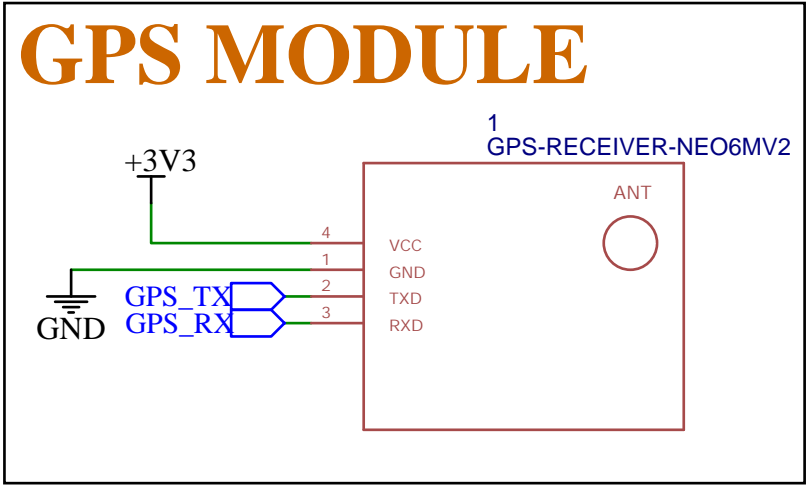 GPS MODULE
1
GPS-RECEIVER-NEO6MV2
+3V3
ANT
4
VCC
1
GND
GPS_TX
2
TXD
GPS_RX
3
RXD
GND